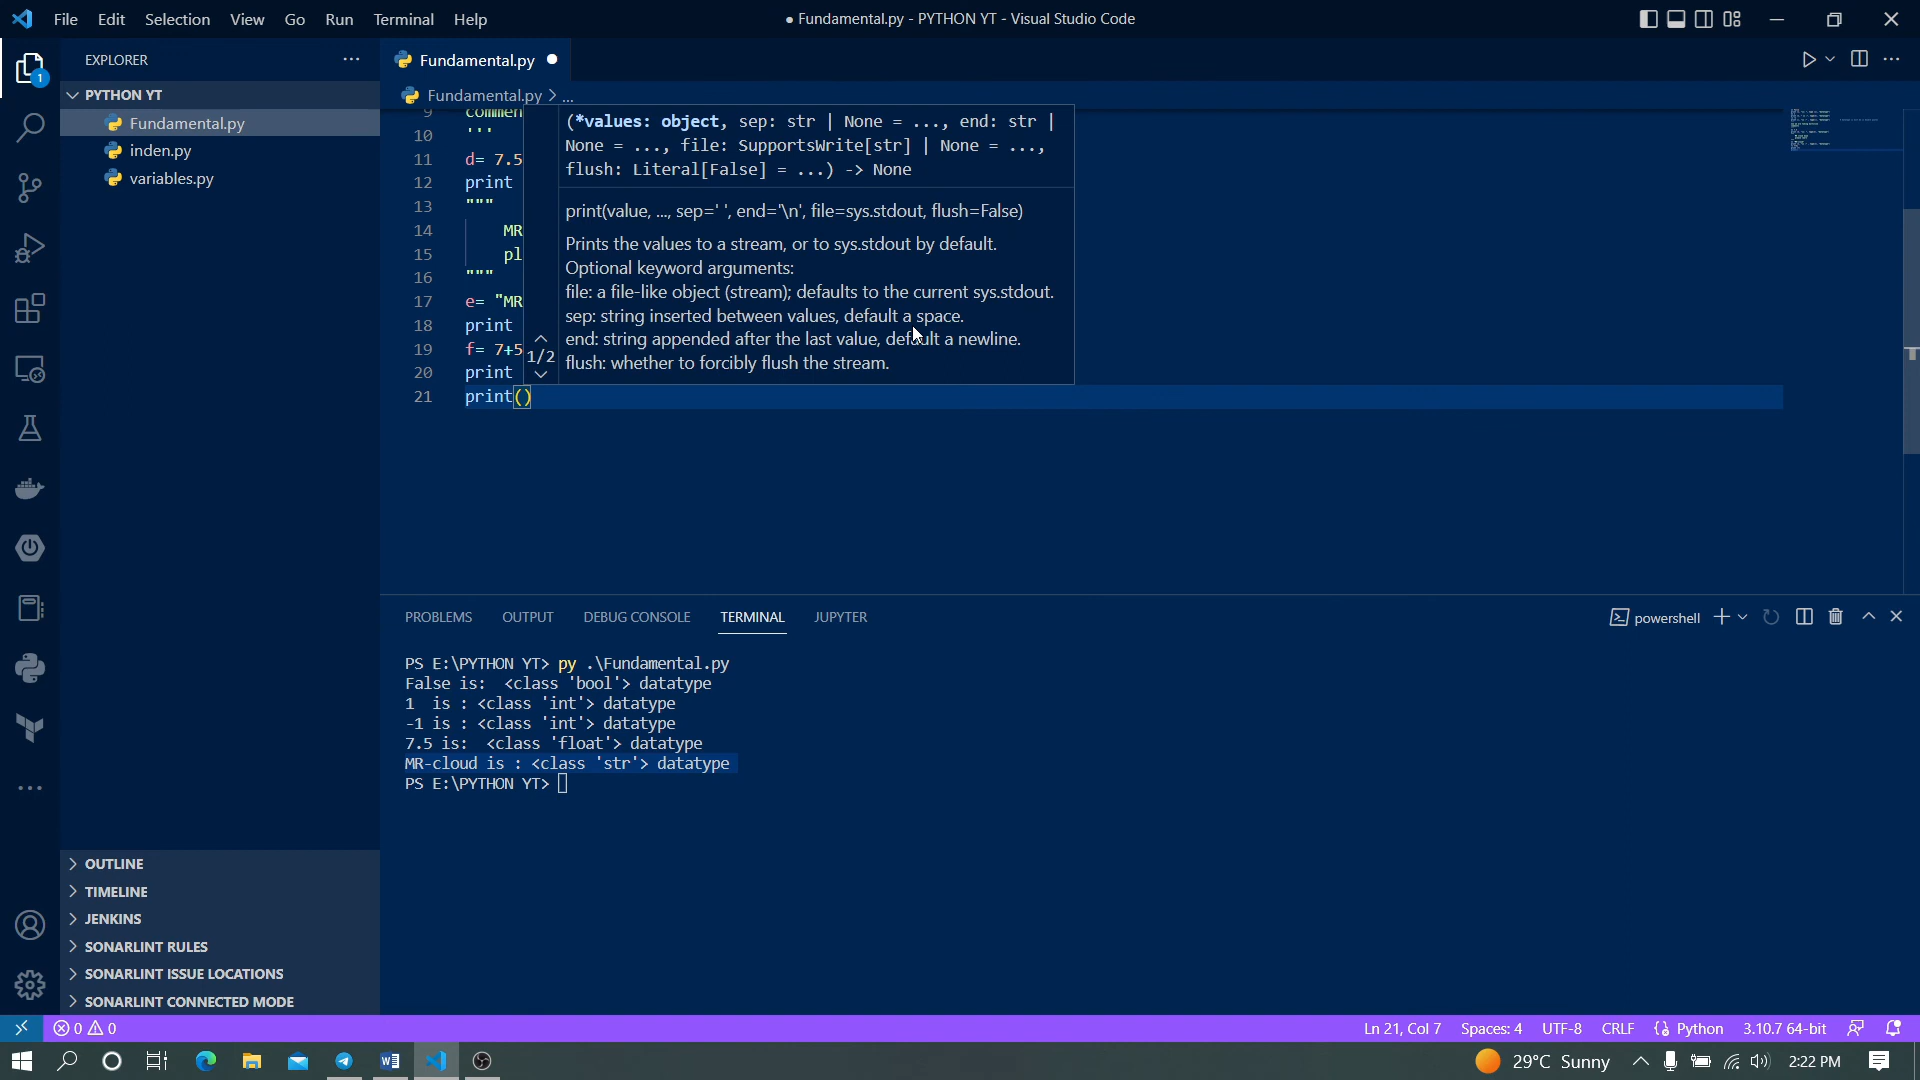 File Edit Selection View Go Run Terminal Help
● Fundamental.py - PYTHON YT - Visual Studio Code
EXPLORER
PYTHON YT
Fundamental.py
inden.py
variables.py
OUTLINE
TIMELINE
JENKINS
SONARLINT RULES
SONARLINT ISSUE LOCATIONS
SONARLINT CONNECTED MODE
1
Fundamental.py
Fundamental.py > ...
9 commen
10 '''
11 d= 7.5
12 print
13 """
14 MR
15 pl
16 """
17 e= "MR
18 print
19 f= 7+5
20 print
21 print()
(*values: object, sep: str | None = ..., end: str |
None = ..., file: SupportsWrite[str] | None = ...,
flush: Literal[False] = ...) -> None
print(value, ..., sep=' ', end='\n', file=sys.stdout, flush=False)
Prints the values to a stream, or to sys.stdout by default.
Optional keyword arguments:
file: a file-like object (stream); defaults to the current sys.stdout.
sep: string inserted between values, default a space.
end: string appended after the last value, default a newline.
flush: whether to forcibly flush the stream.
1/2
PROBLEMS OUTPUT DEBUG CONSOLE TERMINAL JUPYTER
powershell
PS E:\PYTHON YT> py .\Fundamental.py
False is:  <class 'bool'> datatype
1  is : <class 'int'> datatype
-1 is : <class 'int'> datatype
7.5 is:  <class 'float'> datatype
MR-cloud is : <class 'str'> datatype
PS E:\PYTHON YT>
0 0
Ln 21, Col 7 Spaces: 4 UTF-8 CRLF Python 3.10.7 64-bit
29°C Sunny 2:22 PM